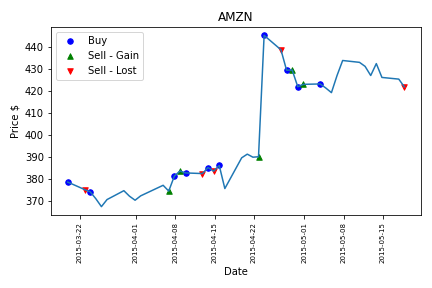 AMZN
Buy
Sell - Gain
Sell - Lost
Price $
440
430
420
410
400
390
380
370
2015-03-22
2015-04-01
2015-04-08
2015-04-15
2015-04-22
2015-05-01
2015-05-08
2015-05-15
Date